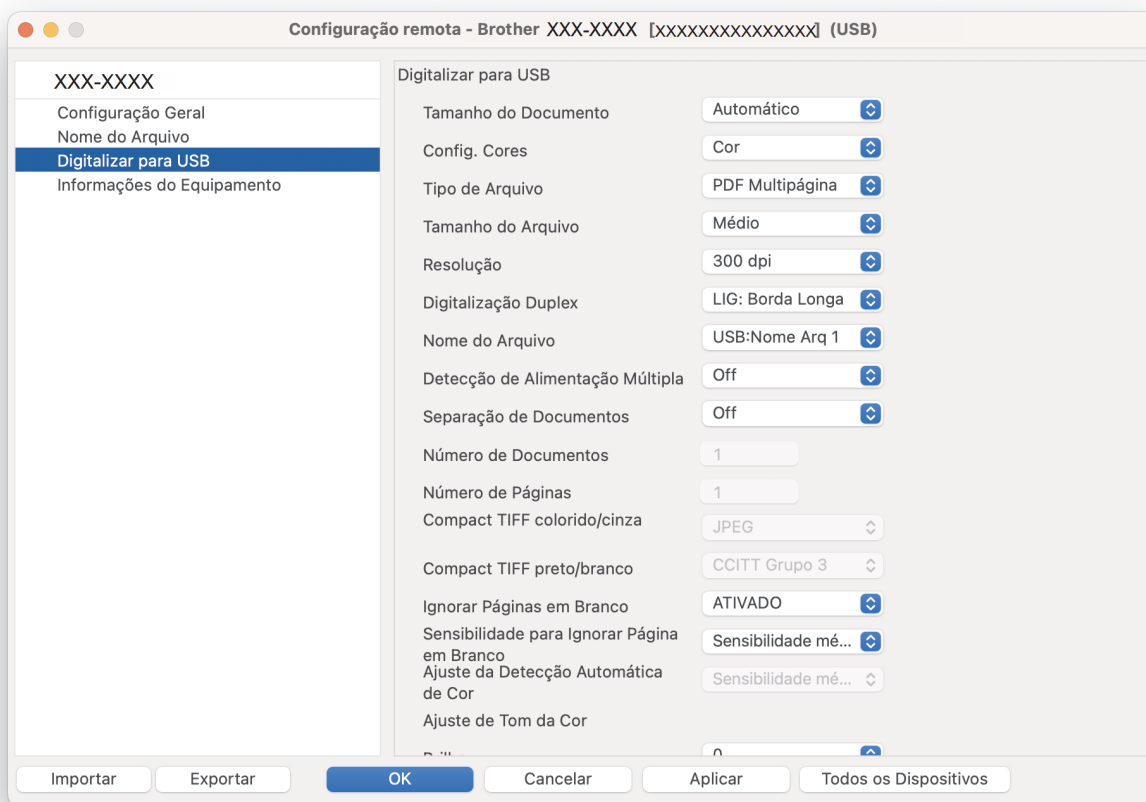 Configuração remota - Brother XXX-XXXX [XXXXXXXXXXXXXXX] (USB)
XXX-XXXX
Configuração Geral
Nome do Arquivo
Digitalizar para USB
Informações do Equipamento
Digitalizar para USB
Tamanho do Documento Automático
Config. Cores Cor
Tipo de Arquivo PDF Multipágina
Tamanho do Arquivo Médio
Resolução 300 dpi
Digitalização Duplex LIG: Borda Longa
Nome do Arquivo USB:Nome Arq 1
Detecção de Alimentação Múltipla Off
Separação de Documentos Off
Número de Documentos 1
Número de Páginas 1
Compact TIFF colorido/cinza JPEG
Compact TIFF preto/branco CCITT Grupo 3
Ignorar Páginas em Branco ATIVADO
Sensibilidade para Ignorar Página
em Branco Sensibilidade mé...
Ajuste da Detecção Automática
de Cor Sensibilidade mé...
Ajuste de Tom da Cor
0
Importar Exportar OK Cancelar Aplicar Todos os Dispositivos